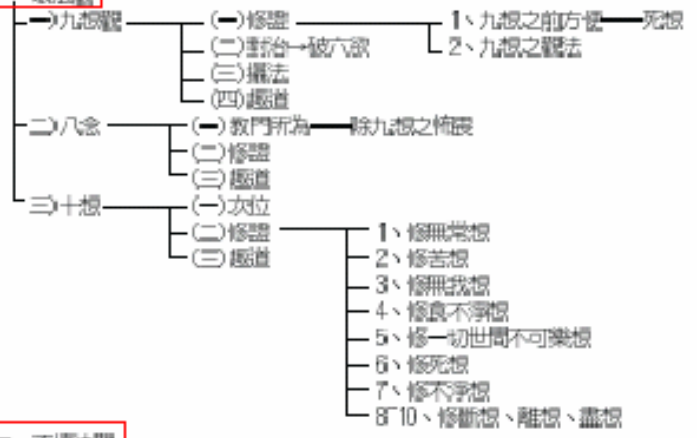 一)九想觀 (一)修證 1、九想之前方便 死想
(二)對治→破六欲 2、九想之觀法
(三)攝法
(四)趣道
二)八念 (一)教門所為 除九想之怖畏
(二)修證
(三)趣道
三)十想 (一)次位
(二)修證 1、修無常想
(三)趣道 2、修苦想
3、修無我想
4、修食不淨想
5、修一切世間不可樂想
6、修死想
7、修不淨想
8~10、修斷想、離想、盡想